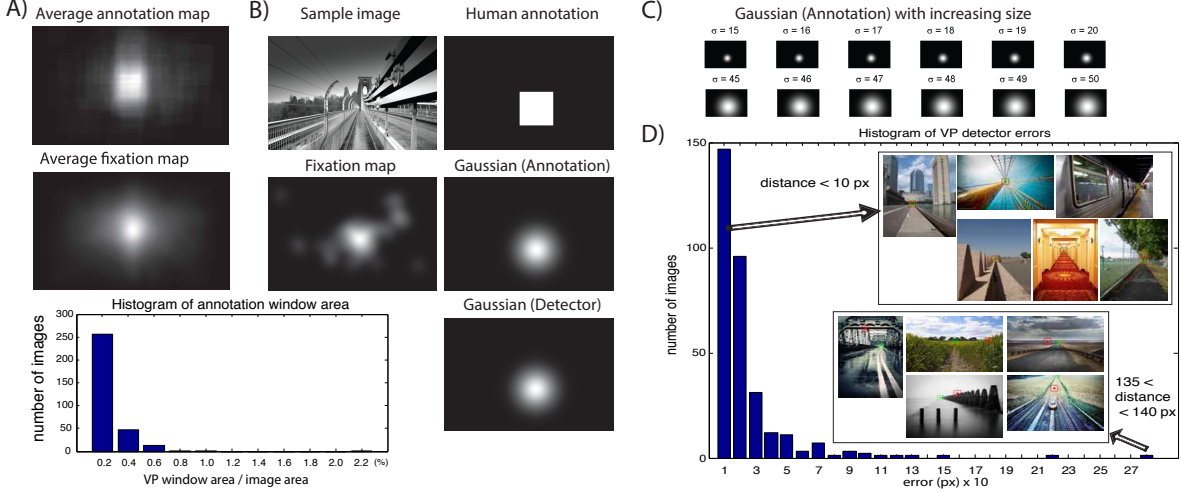 A)
Average annotation map
Average fixation map
Histogram of annotation window area
number of images
300
250
200
150
100
50
0
0.2 0.4 0.6 0.8 1.0 1.2 1.4 1.6 1.8 2.0 2.2 (%)
VP window area / image area
B)
Sample image
Human annotation
Fixation map
Gaussian (Annotation)
Gaussian (Detector)
C)
Gaussian (Annotation) with increasing size
σ = 15 σ = 16 σ = 17 σ = 18 σ = 19 σ = 20
σ = 45 σ = 46 σ = 47 σ = 48 σ = 49 σ = 50
D)
Histogram of VP detector errors
number of images
150
100
50
0
distance < 10 px
135 <
distance
< 140 px
1 3 5 7 9 11 13 15 17 19 21 23 25 27
error (px) x 10